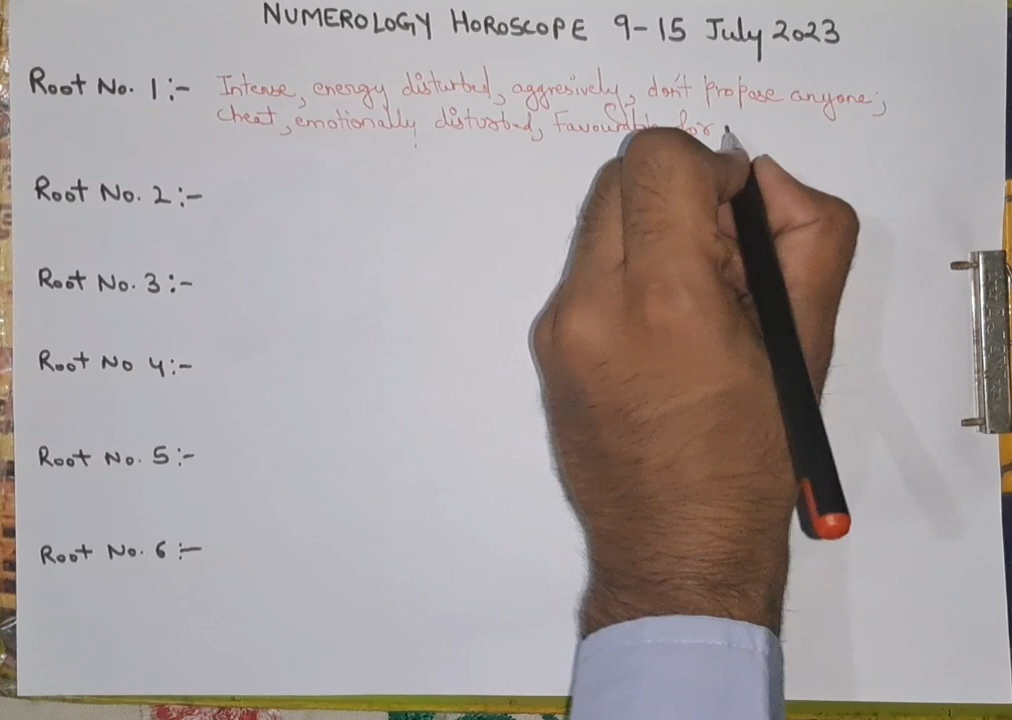 NUMEROLOGY HOROSCOPE 9-15 July 2023
Root No. 1:- Intense, energy disturbed, aggresively, don't propose anyone;
cheat, emotionally distustred, Favourable for
Root No. 2:-
Root No. 3:-
Root No 4:-
Root No. 5:-
Root No. 6:-